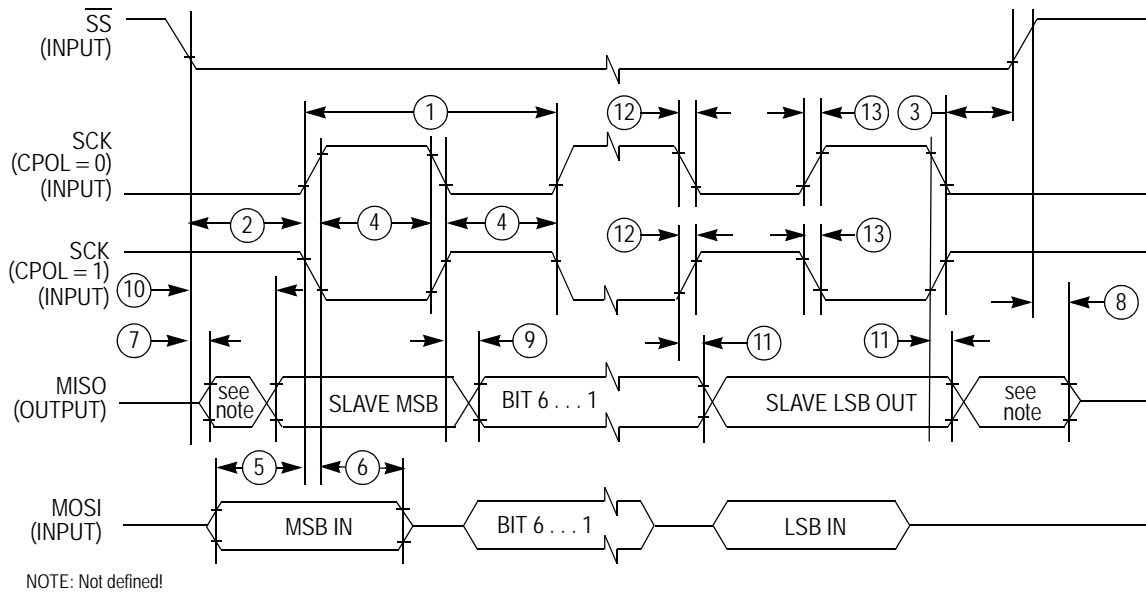 SS
(INPUT)
1
12
13
3
SCK
(CPOL = 0)
(INPUT)
2
4
4
12
13
SCK
(CPOL = 1)
(INPUT)
10
8
7
9
11
11
MISO
(OUTPUT)
see
note
SLAVE MSB
BIT 6 . . . 1
SLAVE LSB OUT
see
note
5
6
MOSI
(INPUT)
MSB IN
BIT 6 . . . 1
LSB IN
NOTE: Not defined!